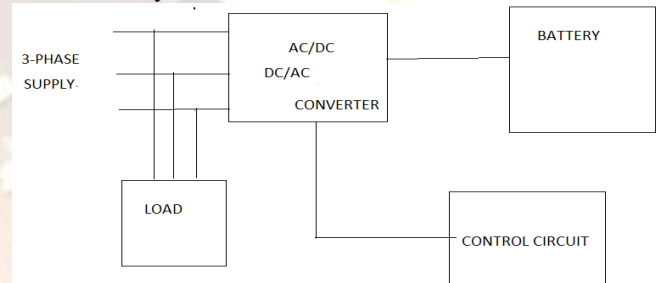 3-PHASE
SUPPLY
AC/DC
DC/AC
CONVERTER
BATTERY
LOAD
CONTROL CIRCUIT